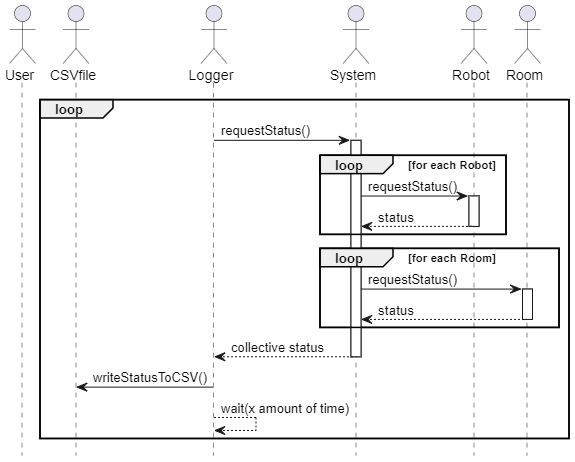 User CSVfile Logger System Robot Room
loop
requestStatus()
loop [for each Robot]
requestStatus()
status
loop [for each Room]
requestStatus()
status
collective status
writeStatusToCSV()
wait(x amount of time)